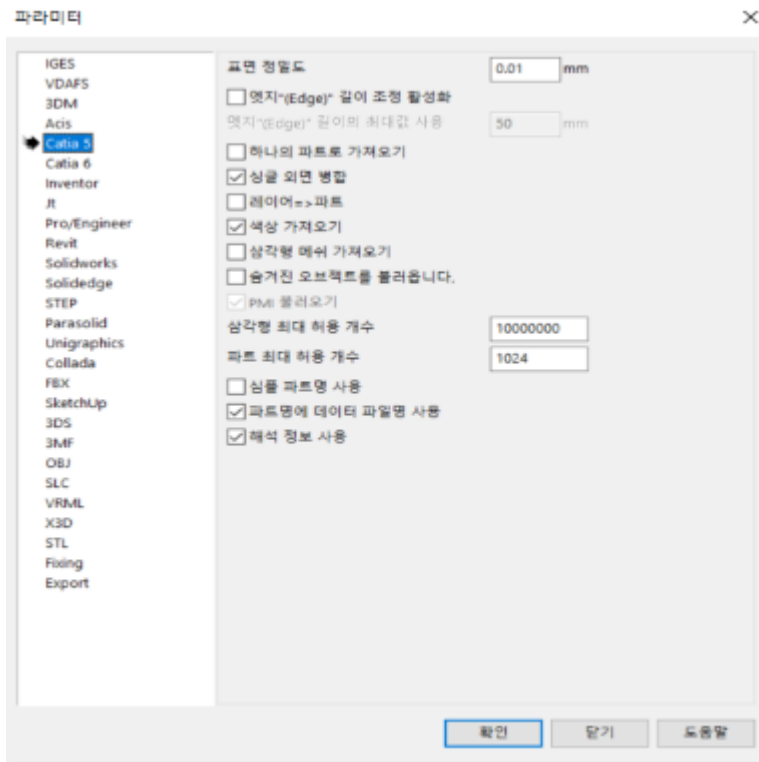 파라미터
IGES
VDAFS
3DM
Acis
Catia 5
Catia 6
Inventor
Jt
Pro/Engineer
Revit
Solidworks
Solidedge
STEP
Parasolid
Unigraphics
Collada
FBX
SketchUp
3DS
3MF
OBJ
SLC
VRML
X3D
STL
Fixing
Export
표면 정밀도 0.01 mm
엣지"(Edge)" 길이 조정 활성화
엣지"(Edge)" 길이의 최대값 사용 50 mm
하나의 파트로 가져오기
싱글 외면 병합
레이어=>파트
색상 가져오기
삼각형 메쉬 가져오기
숨겨진 오브젝트를 불러옵니다.
PMI 불러오기
삼각형 최대 허용 개수 10000000
파트 최대 허용 개수 1024
심플 파트명 사용
파트명에 데이터 파일명 사용
해석 정보 사용
확인 닫기 도움말